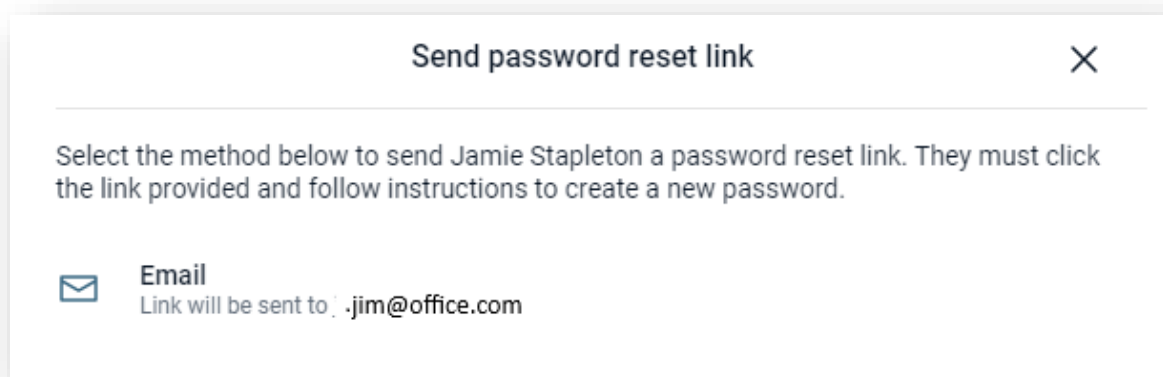 Send password reset link
Select the method below to send Jamie Stapleton a password reset link. They must click
the link provided and follow instructions to create a new password.
Email
Link will be sent to .jim@office.com